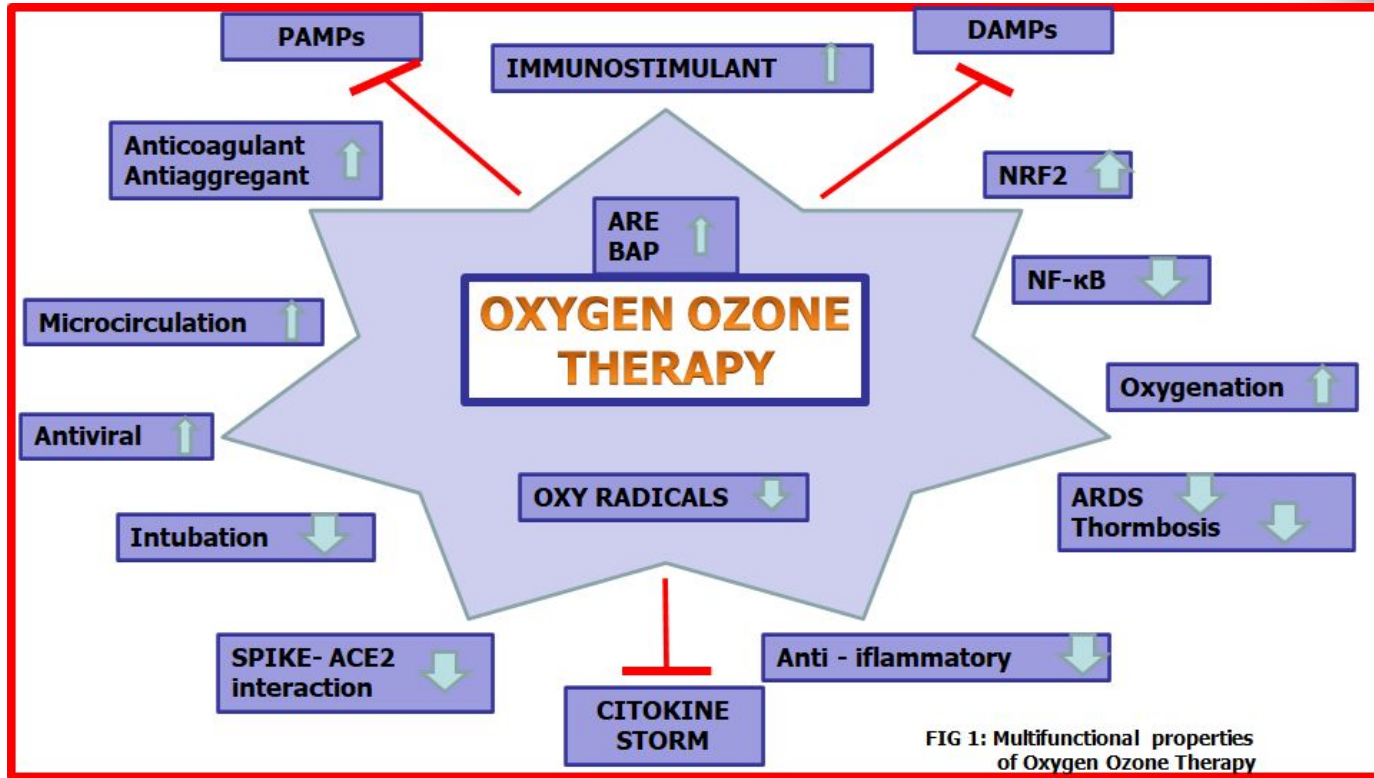 PAMPs
IMMUNOSTIMULANT
DAMPs
Anticoagulant
Antiaggregant
NRF2
ARE
BAP
NF-κB
OXYGEN OZONE
THERAPY
Microcirculation
Oxygenation
Antiviral
OXY RADICALS
ARDS
Thormbosis
Intubation
SPIKE- ACE2
interaction
Anti - iflammatory
CITOKINE
STORM
FIG 1: Multifunctional properties
of Oxygen Ozone Therapy